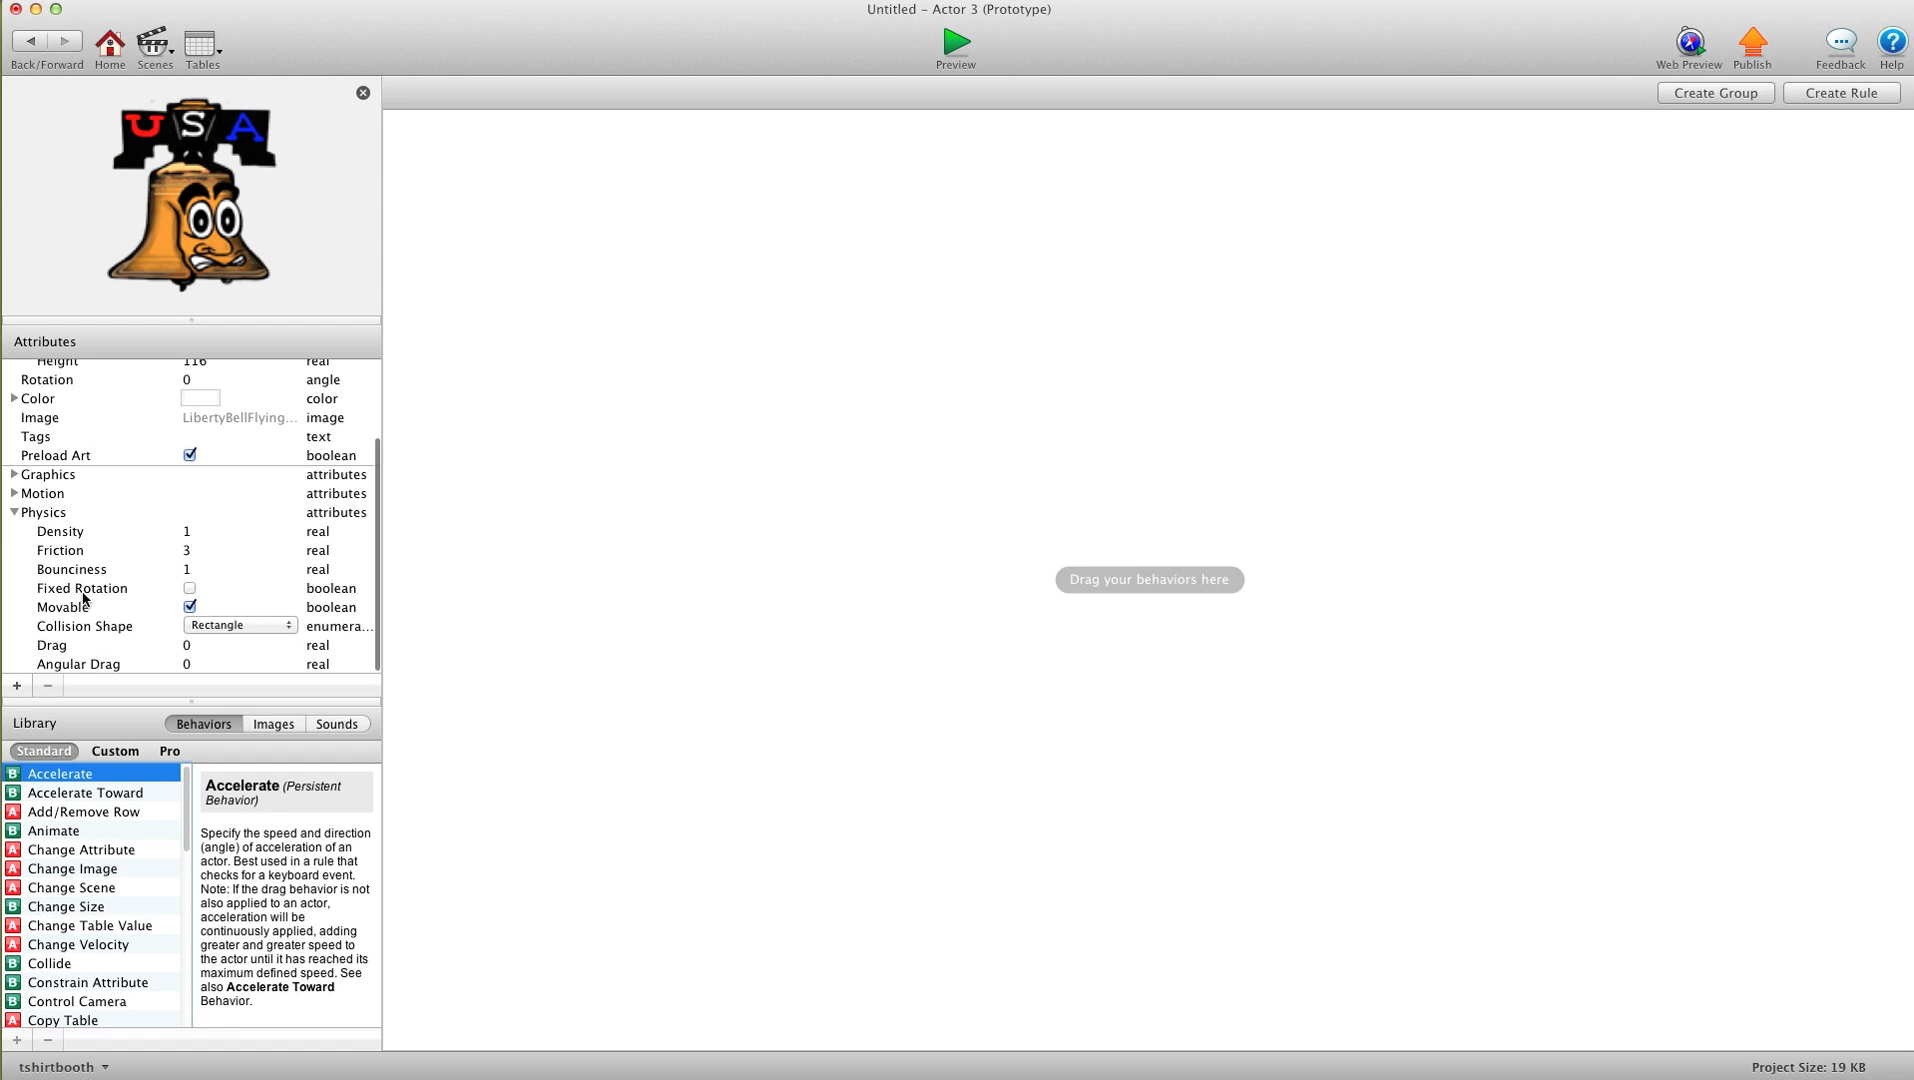 Untitled – Actor 3 (Prototype)
Back/Forward Home Scenes Tables Preview Web Preview Publish Feedback Help
Create Group Create Rule
USA
Attributes
Height 116 real
Rotation 0 angle
Color color
Image LibertyBellFlying... image
Tags text
Preload Art boolean
Graphics attributes
Motion attributes
Physics attributes
Density 1 real
Friction 3 real
Bounciness 1 real
Fixed Rotation boolean
Movable boolean
Collision Shape Rectangle enumera...
Drag 0 real
Angular Drag 0 real
Drag your behaviors here
+ −
Library Behaviors Images Sounds
Standard Custom Pro
B Accelerate
B Accelerate Toward
A Add/Remove Row
B Animate
A Change Attribute
A Change Image
A Change Scene
B Change Size
A Change Table Value
A Change Velocity
B Collide
B Constrain Attribute
B Control Camera
A Copy Table
Accelerate (Persistent
Behavior)
Specify the speed and direction
(angle) of acceleration of an
actor. Best used in a rule that
checks for a keyboard event.
Note: If the drag behavior is not
also applied to an actor,
acceleration will be
continuously applied, adding
greater and greater speed to
the actor until it has reached its
maximum defined speed. See
also Accelerate Toward
Behavior.
+ −
tshirtbooth Project Size: 19 KB